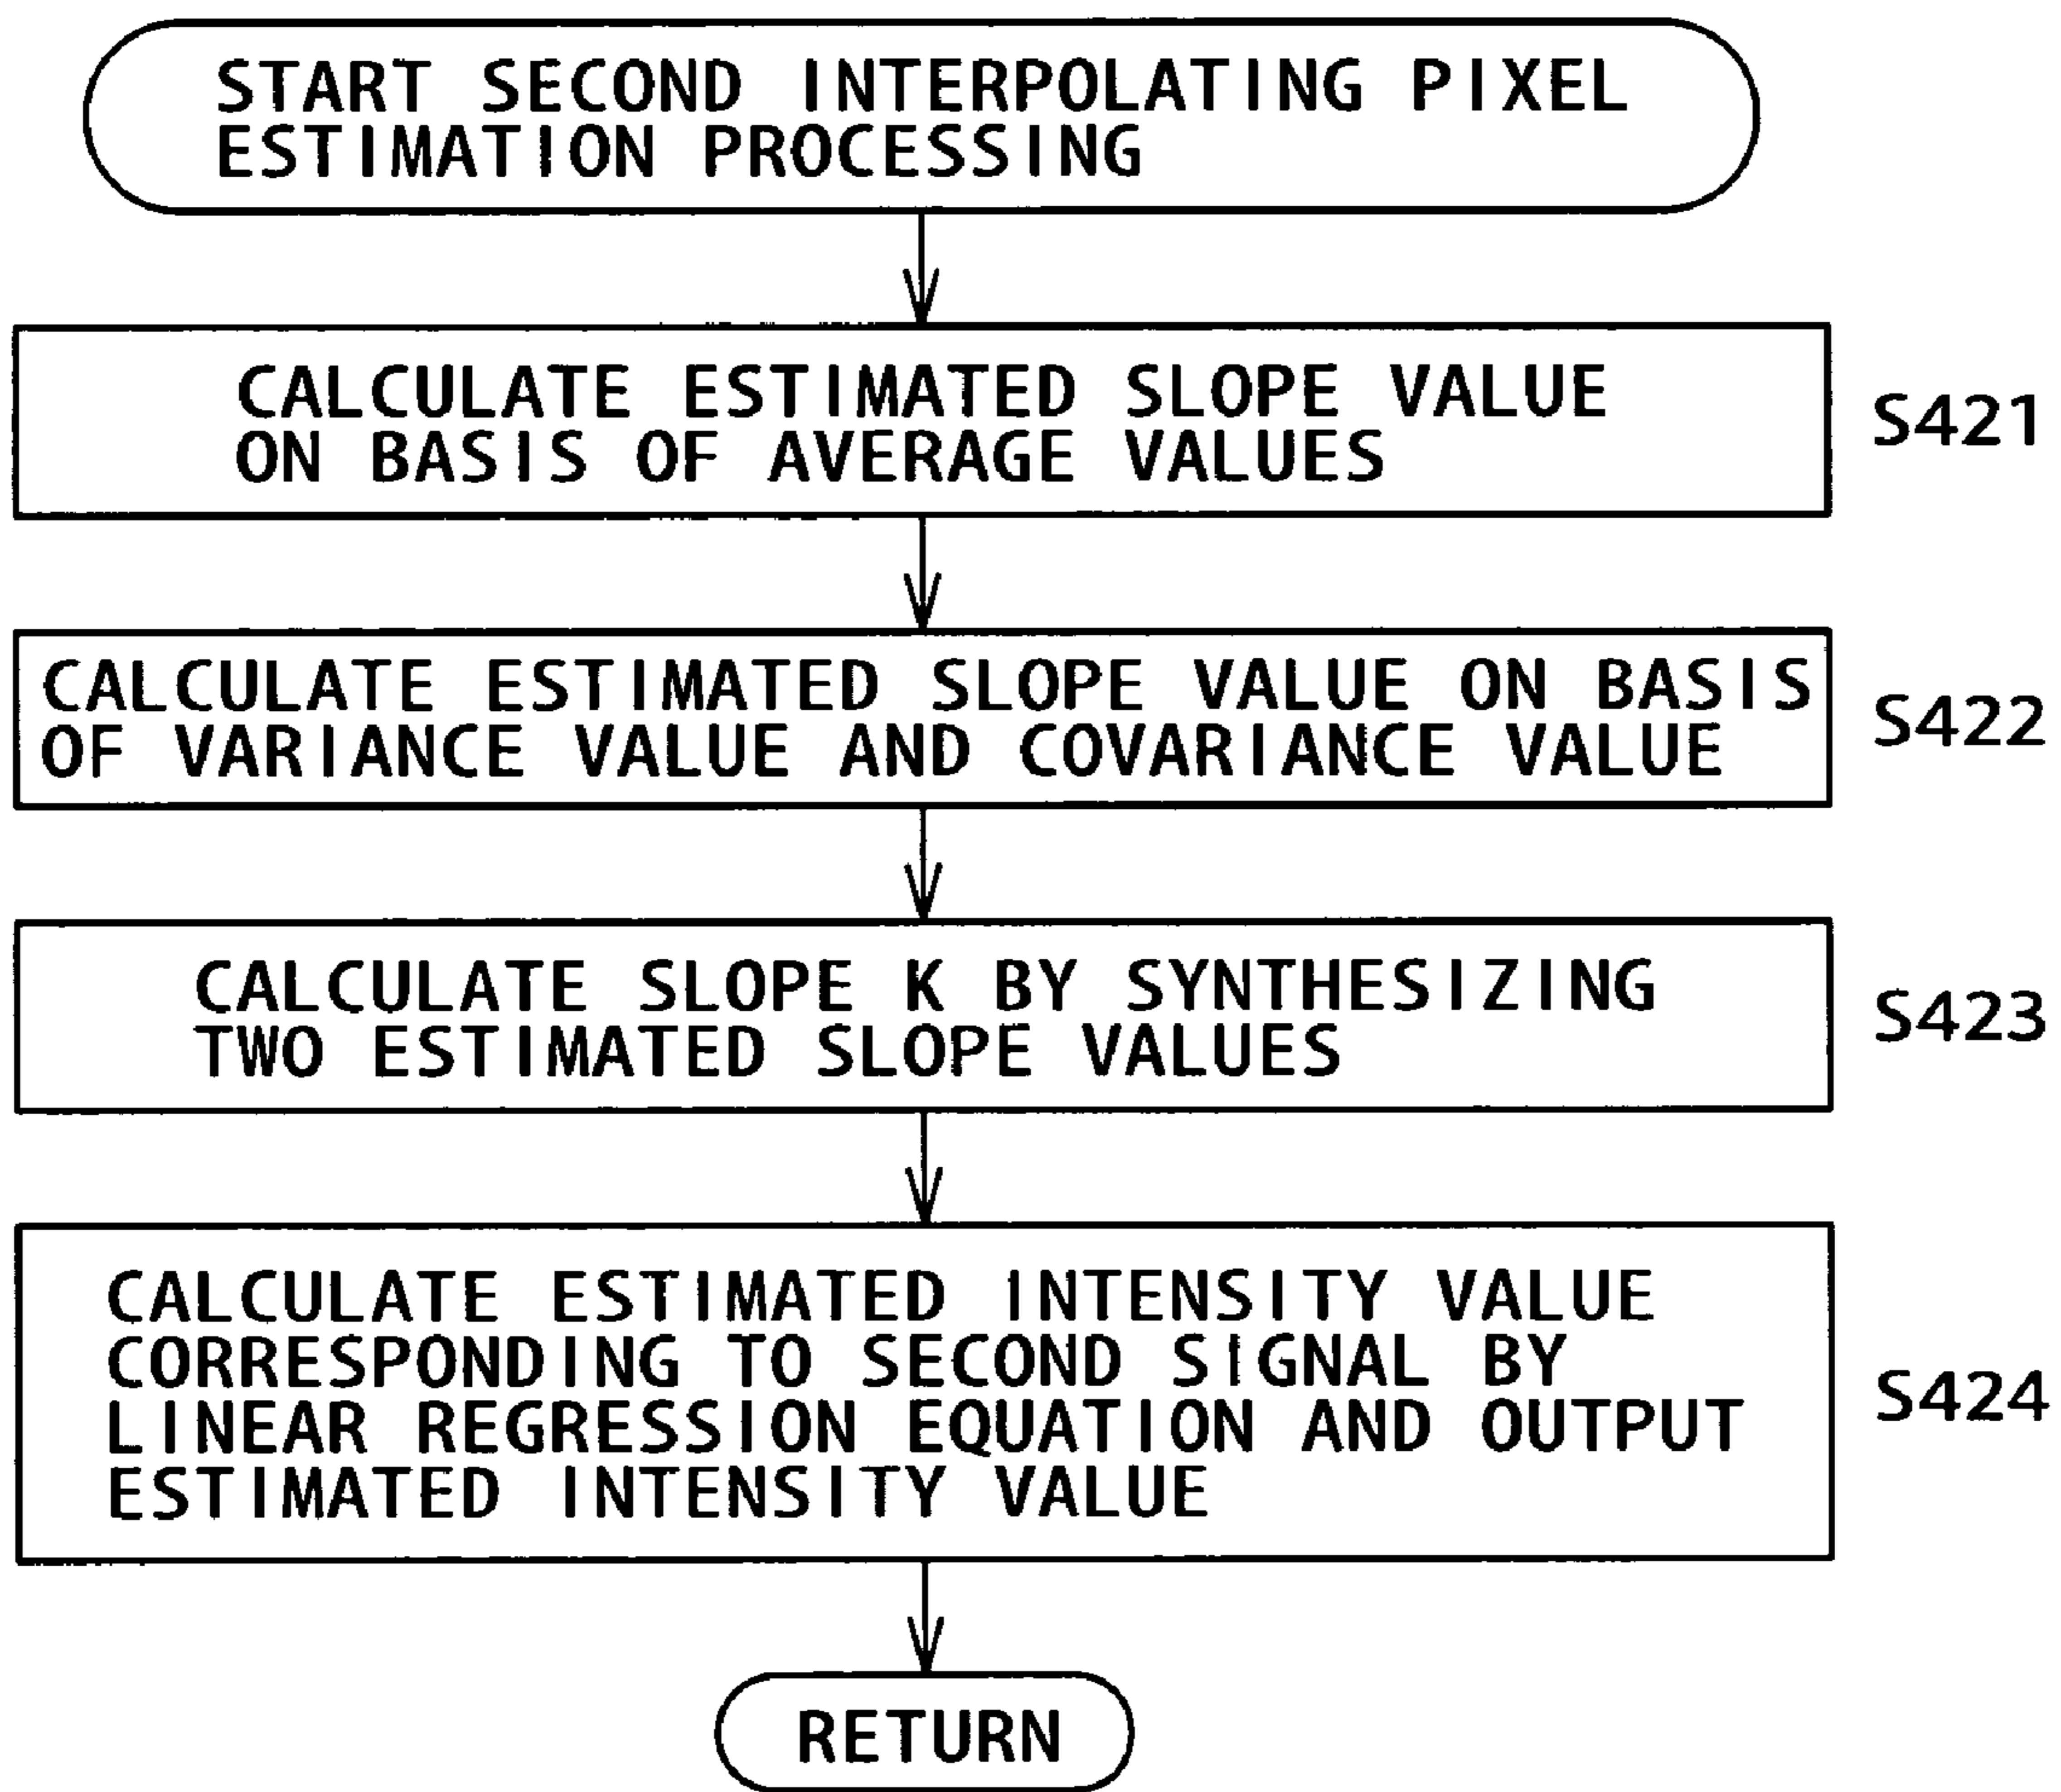 START SECOND INTERPOLATING PIXEL
ESTIMATION PROCESSING
CALCULATE ESTIMATED SLOPE VALUE
ON BASIS OF AVERAGE VALUES
S421
CALCULATE ESTIMATED SLOPE VALUE ON BASIS
OF VARIANCE VALUE AND COVARIANCE VALUE
S422
CALCULATE SLOPE K BY SYNTHESIZING
TWO ESTIMATED SLOPE VALUES
S423
CALCULATE ESTIMATED INTENSITY VALUE
CORRESPONDING TO SECOND SIGNAL BY
LINEAR REGRESSION EQUATION AND OUTPUT
ESTIMATED INTENSITY VALUE
S424
RETURN